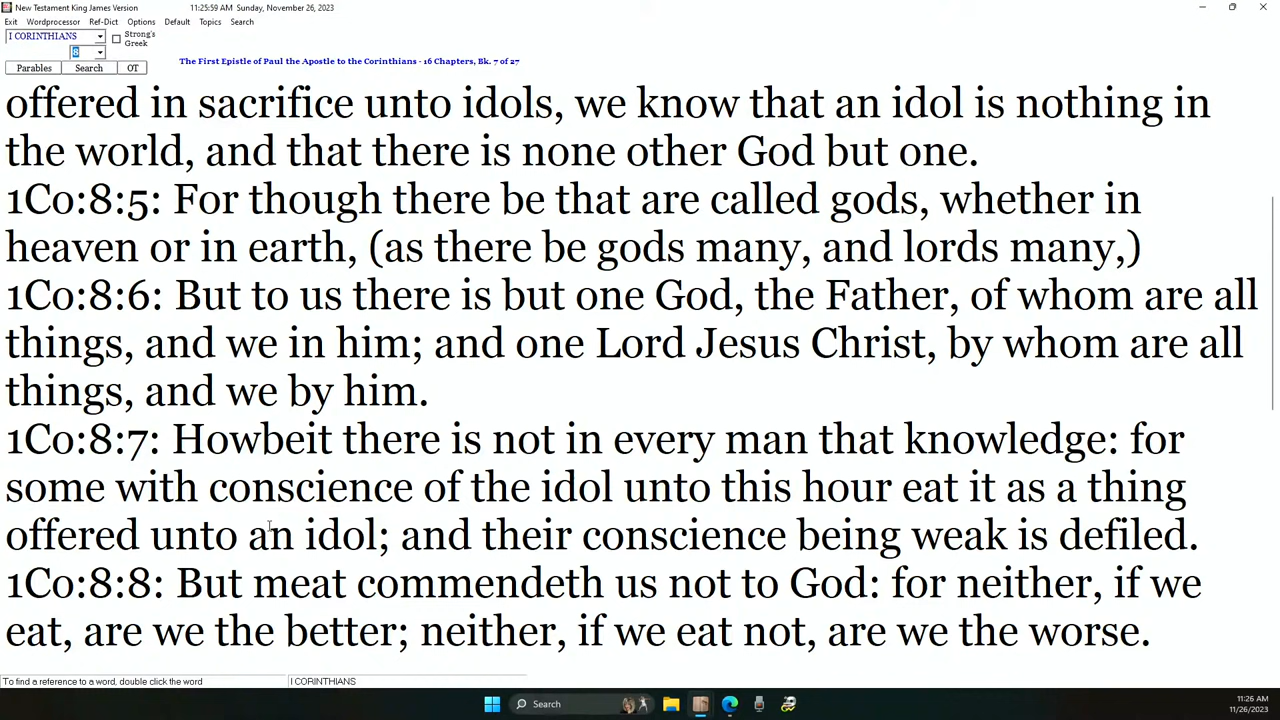 New Testament King James Version 11:25:59 AM Sunday, November 26, 2023
Exit Wordprocessor Ref-Dict Options Default Topics Search
I CORINTHIANS Strong's Greek
8
The First Epistle of Paul the Apostle to the Corinthians - 16 Chapters, Bk. 7 of 27
Parables Search OT
offered in sacrifice unto idols, we know that an idol is nothing in
the world, and that there is none other God but one.
1Co:8:5: For though there be that are called gods, whether in
heaven or in earth, (as there be gods many, and lords many,)
1Co:8:6: But to us there is but one God, the Father, of whom are all
things, and we in him; and one Lord Jesus Christ, by whom are all
things, and we by him.
1Co:8:7: Howbeit there is not in every man that knowledge: for
some with conscience of the idol unto this hour eat it as a thing
offered unto an idol; and their conscience being weak is defiled.
1Co:8:8: But meat commendeth us not to God: for neither, if we
eat, are we the better; neither, if we eat not, are we the worse.
To find a reference to a word, double click the word I CORINTHIANS
Search
11:26 AM
11/26/2023